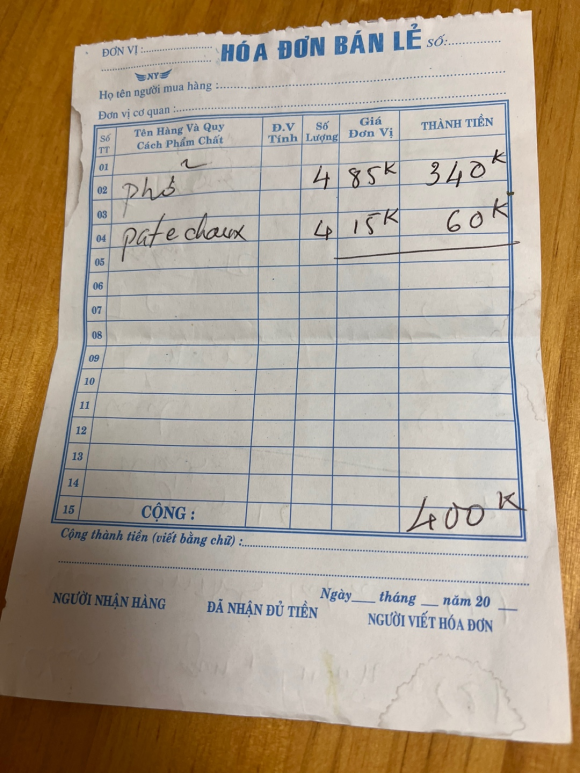 ĐƠN VỊ :
HÓA ĐƠN BÁN LẺ SỐ:
NY
Họ tên người mua hàng :
Đơn vị cơ quan :
Số TT Tên Hàng Và Quy Cách Phẩm Chất Đ.V Tính Số Lượng Giá Đơn Vị THÀNH TIỀN
01
02 phở 4 85K 340K
03
04 pate chaux 4 15K 60K
05
06
07
08
09
10
11
12
13
14
15 CỘNG : 400K
Cộng thành tiền (viết bằng chữ) :
Ngày tháng năm 20
NGƯỜI NHẬN HÀNG ĐÃ NHẬN ĐỦ TIỀN NGƯỜI VIẾT HÓA ĐƠN